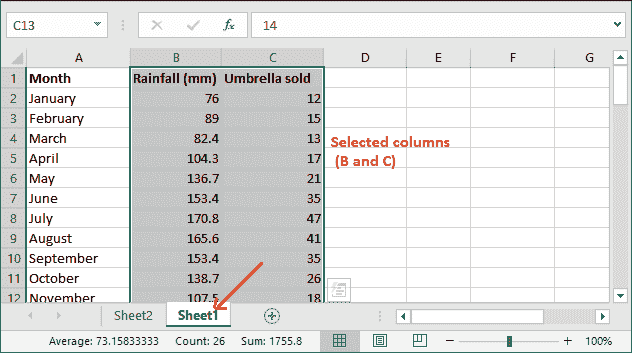 C13 fx 14
A B C D E F G
1 Month Rainfall (mm) Umbrella sold
2 January 76 12
3 February 89 15
4 March 82.4 13
Selected columns
5 April 104.3 17
(B and C)
6 May 136.7 21
7 June 153.4 35
8 July 170.8 47
9 August 165.6 41
10 September 153.4 35
11 October 138.7 26
12 November 107.5 18
Sheet2 Sheet1
Average: 73.15833333 Count: 26 Sum: 1755.8 100%